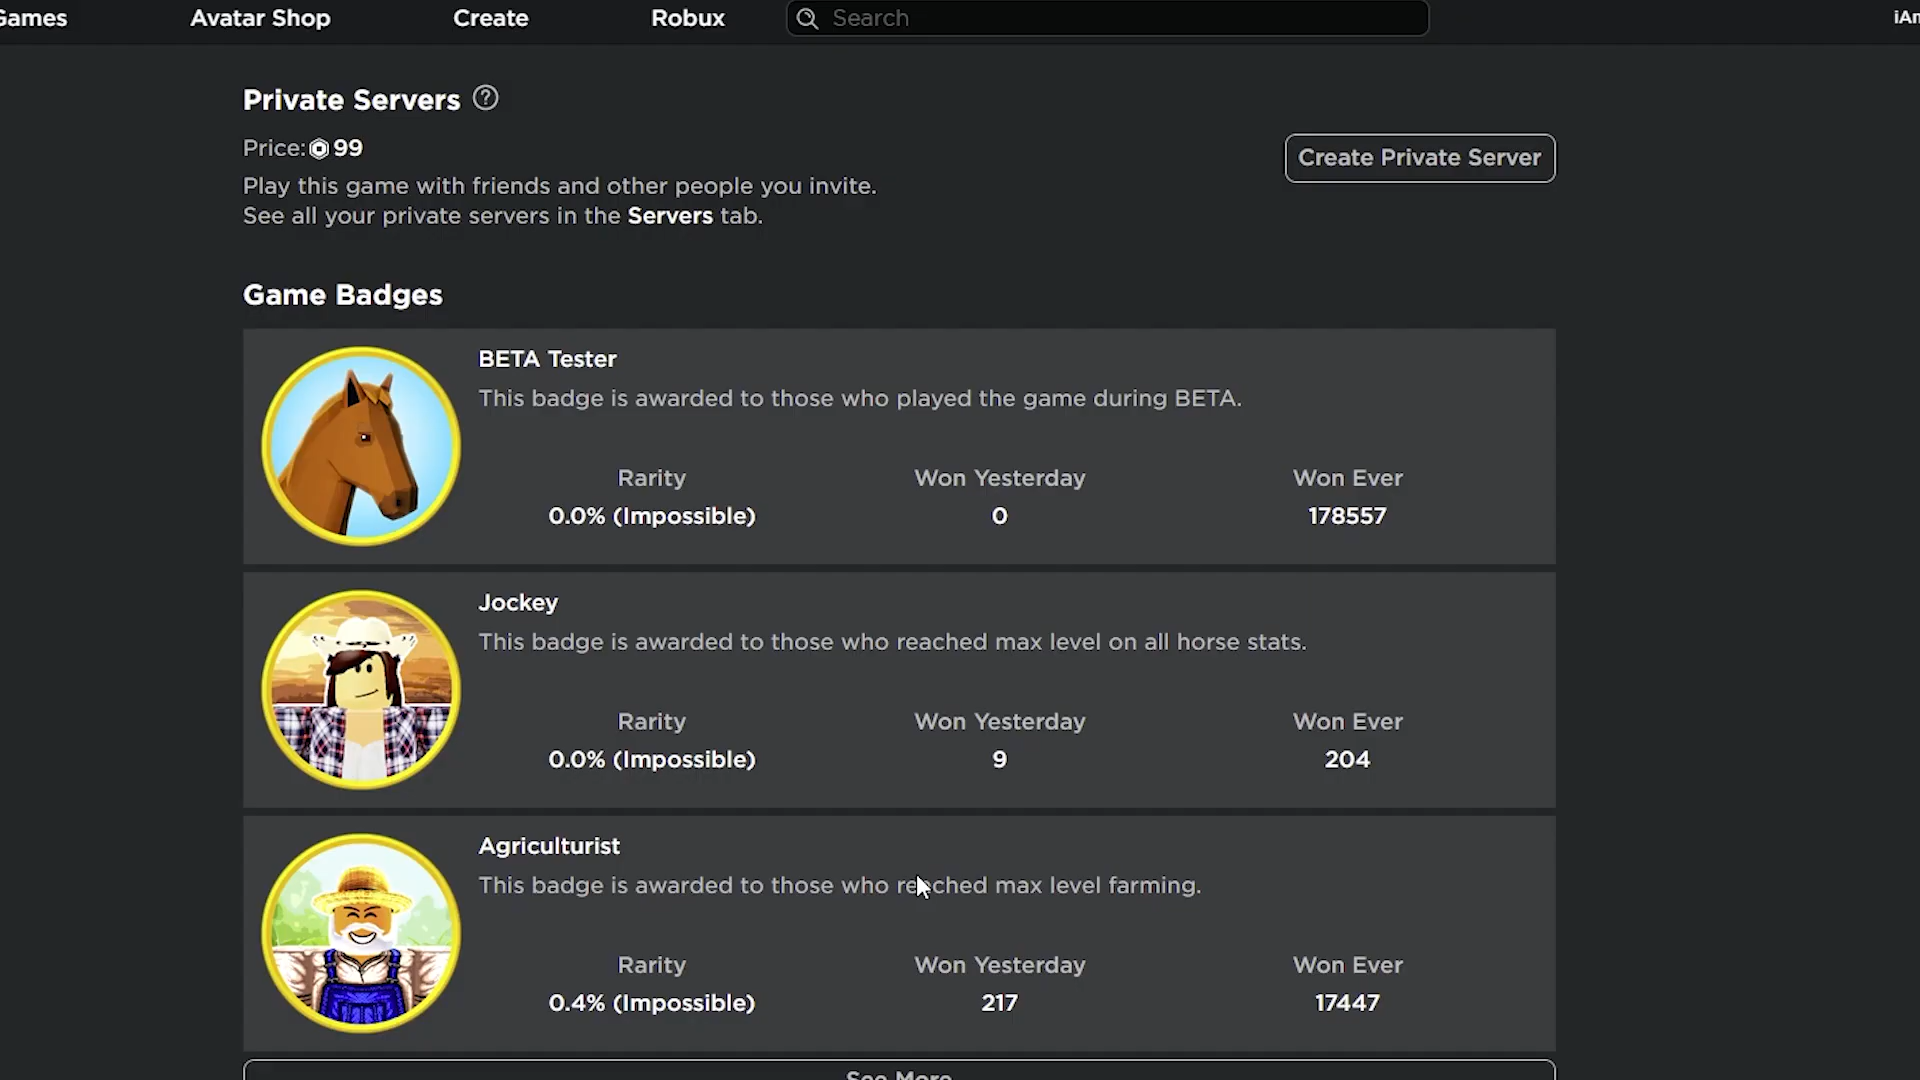 Games Avatar Shop Create Robux Search
Private Servers
Price: 99
Create Private Server
Play this game with friends and other people you invite.
See all your private servers in the Servers tab.
Game Badges
BETA Tester
This badge is awarded to those who played the game during BETA.
Rarity Won Yesterday Won Ever
0.0% (Impossible) 0 178557
Jockey
This badge is awarded to those who reached max level on all horse stats.
Rarity Won Yesterday Won Ever
0.0% (Impossible) 9 204
Agriculturist
This badge is awarded to those who reached max level farming.
Rarity Won Yesterday Won Ever
0.4% (Impossible) 217 17447
See More